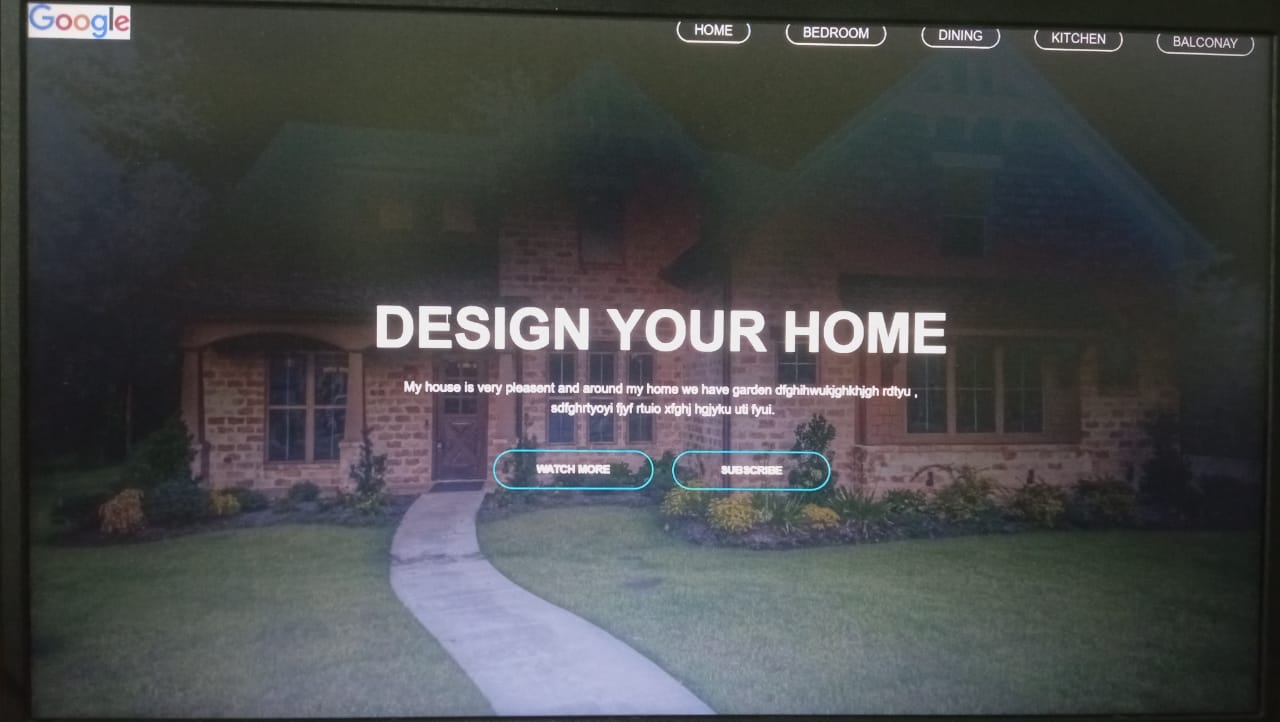 Google
HOME BEDROOM DINING KITCHEN BALCONAY
DESIGN YOUR HOME
My house is very pleasent and around my home we have garden dfghihwukjghkhjgh rdtyu ,
sdfghrtyoyi fjyf rtuio xfghj hgjyku uti fyui.
WATCH MORE SUBSCRIBE